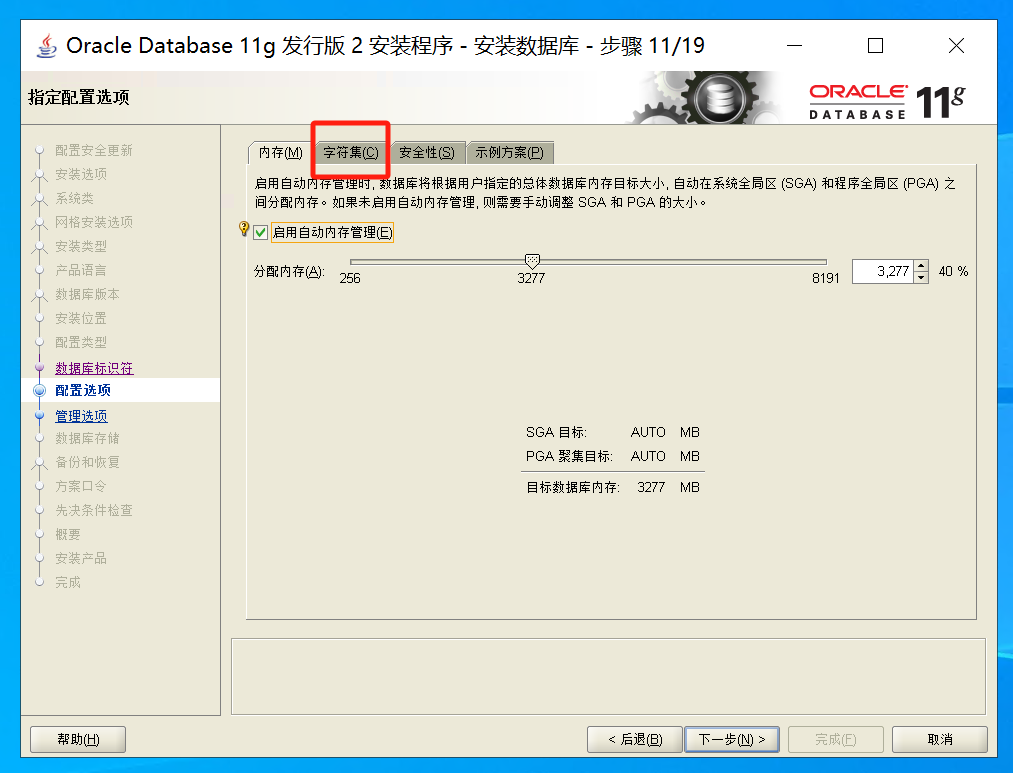 Oracle Database 11g 发行版 2 安装程序 - 安装数据库 - 步骤 11/19
指定配置选项
ORACLE
DATABASE
11g
配置安全更新
安装选项
系统类
网格安装选项
安装类型
产品语言
数据库版本
安装位置
配置类型
数据库标识符
配置选项
管理选项
数据库存储
备份和恢复
方案口令
先决条件检查
概要
安装产品
完成
内存(M) 字符集(C) 安全性(S) 示例方案(P)
启用自动内存管理时, 数据库将根据用户指定的总体数据库内存目标大小, 自动在系统全局区 (SGA) 和程序全局区 (PGA) 之
间分配内存。如果未启用自动内存管理, 则需要手动调整 SGA 和 PGA 的大小。
启用自动内存管理(E)
分配内存(A):
256 3277 8191
3,277 40 %
SGA 目标: AUTO MB
PGA 聚集目标: AUTO MB
目标数据库内存: 3277 MB
帮助(H) < 后退(B) 下一步(N) > 完成(F) 取消